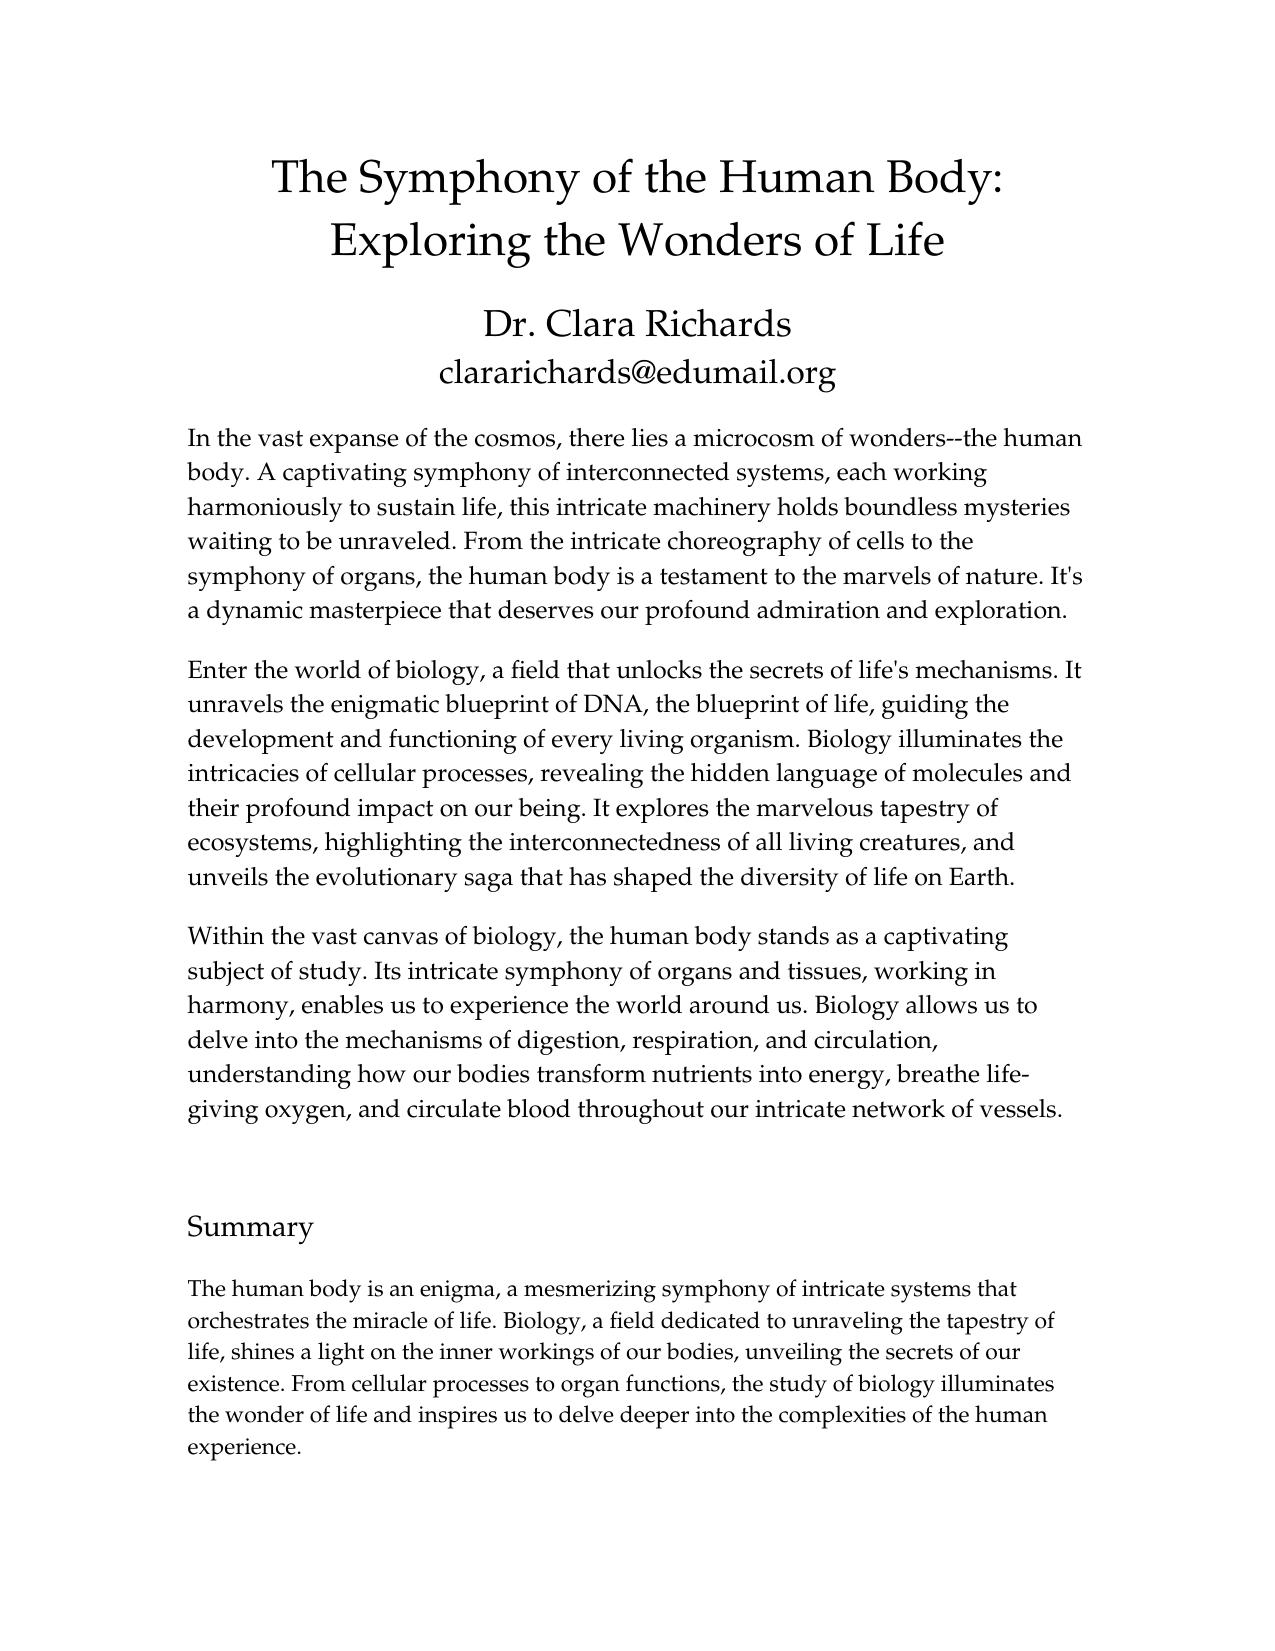 The Symphony of the Human Body:
Exploring the Wonders of Life
Dr. Clara Richards
clararichards@edumail.org
In the vast expanse of the cosmos, there lies a microcosm of wonders--the human
body. A captivating symphony of interconnected systems, each working
harmoniously to sustain life, this intricate machinery holds boundless mysteries
waiting to be unraveled. From the intricate choreography of cells to the
symphony of organs, the human body is a testament to the marvels of nature. It's
a dynamic masterpiece that deserves our profound admiration and exploration.
Enter the world of biology, a field that unlocks the secrets of life's mechanisms. It
unravels the enigmatic blueprint of DNA, the blueprint of life, guiding the
development and functioning of every living organism. Biology illuminates the
intricacies of cellular processes, revealing the hidden language of molecules and
their profound impact on our being. It explores the marvelous tapestry of
ecosystems, highlighting the interconnectedness of all living creatures, and
unveils the evolutionary saga that has shaped the diversity of life on Earth.
Within the vast canvas of biology, the human body stands as a captivating
subject of study. Its intricate symphony of organs and tissues, working in
harmony, enables us to experience the world around us. Biology allows us to
delve into the mechanisms of digestion, respiration, and circulation,
understanding how our bodies transform nutrients into energy, breathe life-
giving oxygen, and circulate blood throughout our intricate network of vessels.
Summary
The human body is an enigma, a mesmerizing symphony of intricate systems that
orchestrates the miracle of life. Biology, a field dedicated to unraveling the tapestry of
life, shines a light on the inner workings of our bodies, unveiling the secrets of our
existence. From cellular processes to organ functions, the study of biology illuminates
the wonder of life and inspires us to delve deeper into the complexities of the human
experience.